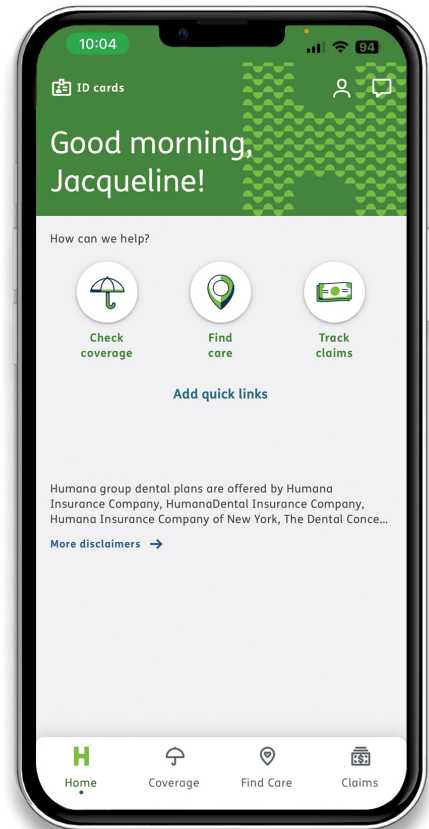 10:04
94
ID cards
Good morning,
Jacqueline!
How can we help?
Check
coverage
Find
care
Track
claims
Add quick links
Humana group dental plans are offered by Humana
Insurance Company, HumanaDental Insurance Company,
Humana Insurance Company of New York, The Dental Conce...
More disclaimers
H
Home
Coverage
Find Care
Claims